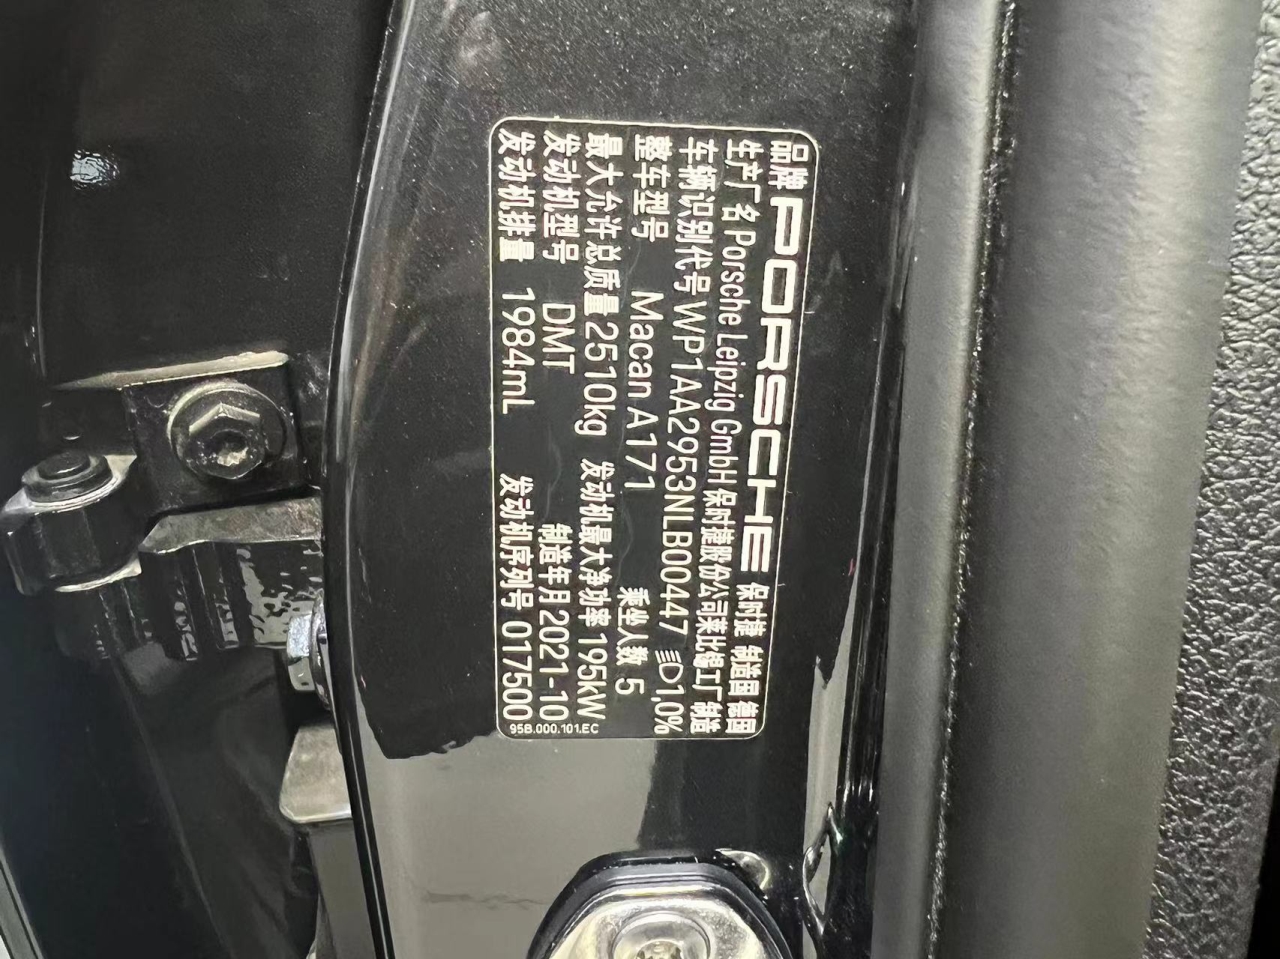 品牌 PORSCHE 保时捷 制造国 德国
生产厂名 Porsche Leipzig GmbH 保时捷股份公司莱比锡工厂制造
车辆识别代号 WP1AA2953NLB00447 1,0%
整车型号 Macan A171 乘坐人数 5
最大允许总质量 2510kg 发动机最大净功率 195kW
发动机型号 DMT 制造年月 2021-10
发动机排量 1984mL 发动机序列号 017500
95B.000.101.EC